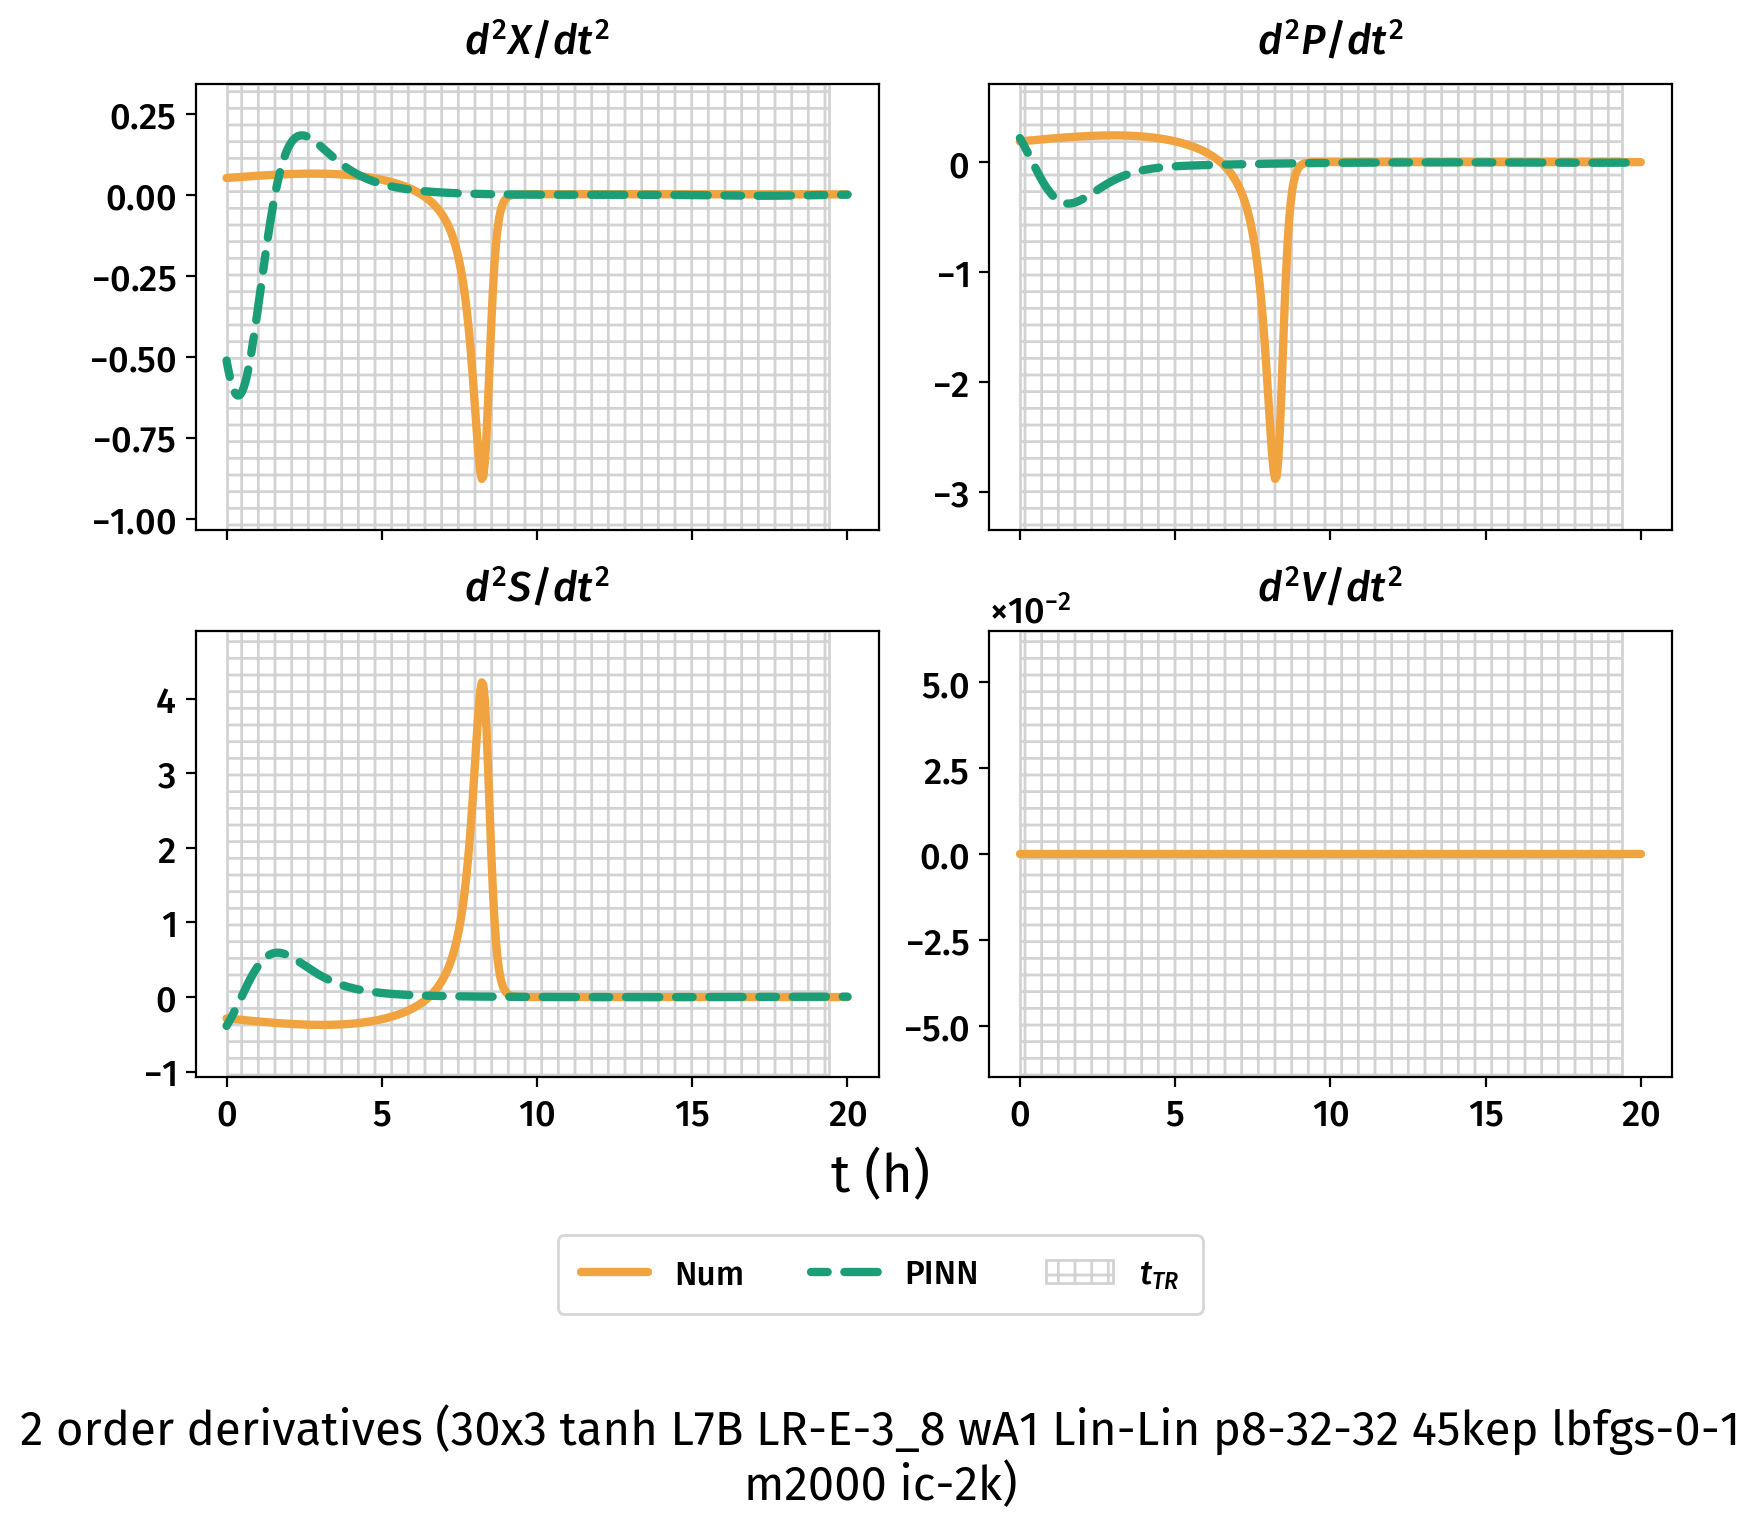 d²X/dt²
d²P/dt²
0.25
0.00
−0.25
−0.50
−0.75
−1.00
0
−1
−2
−3
d²S/dt²
d²V/dt²
×10⁻²
4
3
2
1
0
−1
5.0
2.5
0.0
−2.5
−5.0
0 5 10 15 20
0 5 10 15 20
t (h)
Num PINN t_TR
2 order derivatives (30x3 tanh L7B LR-E-3_8 wA1 Lin-Lin p8-32-32 45kep lbfgs-0-1
m2000 ic-2k)